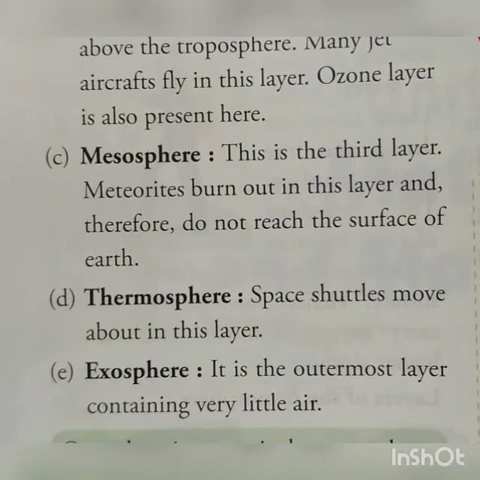 above the troposphere. Many jet
aircrafts fly in this layer. Ozone layer
is also present here.
(c) Mesosphere : This is the third layer.
Meteorites burn out in this layer and,
therefore, do not reach the surface of
earth.
(d) Thermosphere : Space shuttles move
about in this layer.
(e) Exosphere : It is the outermost layer
containing very little air.
InShOt